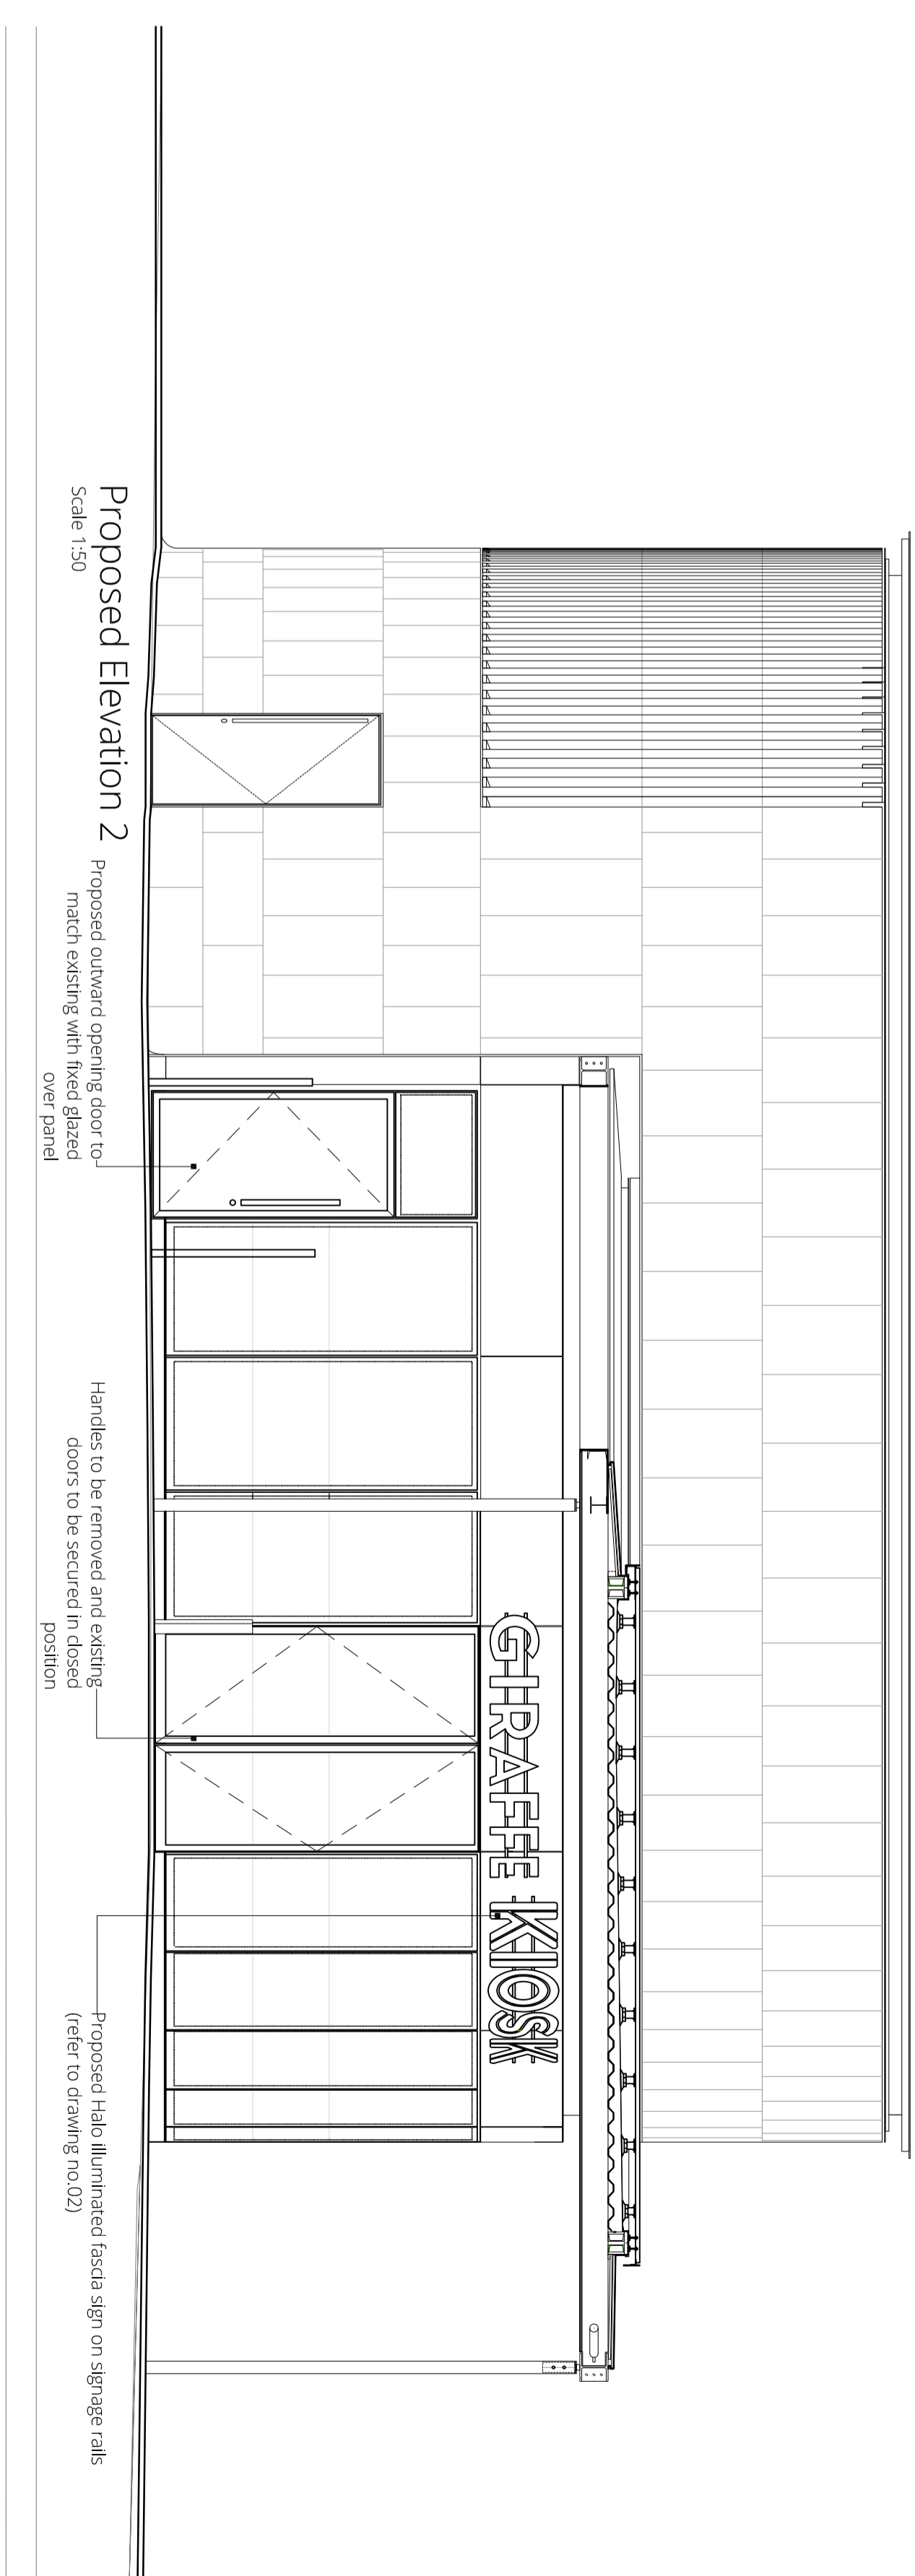 GIRAFFE KIOSK
Proposed Elevation 2
Scale 1:50
Proposed outward opening door to
match existing with fixed glazed
over panel
Handles to be removed and existing
doors to be secured in closed
position
Proposed Halo illuminated fascia sign on signage rails
(refer to drawing no.02)